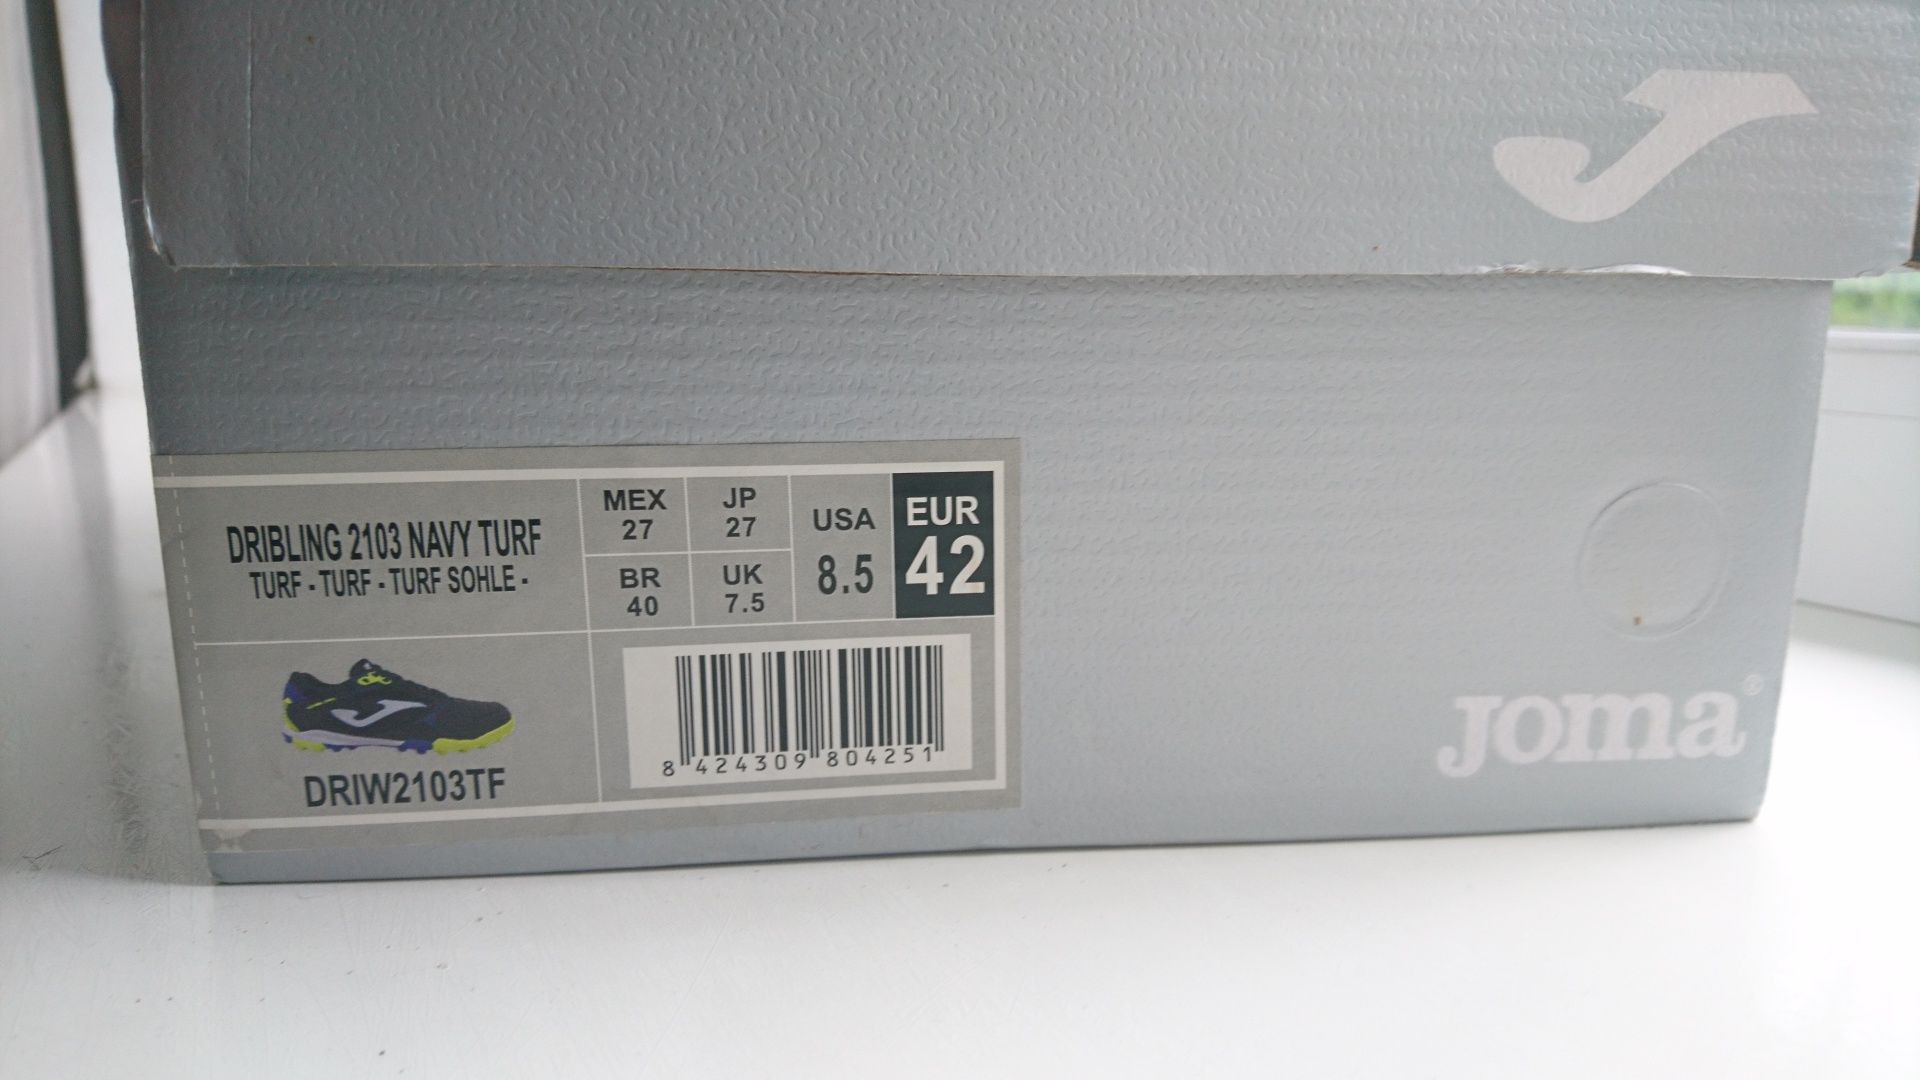 DRIBLING 2103 NAVY TURF
TURF - TURF - TURF SOHLE -
MEX
27
JP
27
BR
40
UK
7.5
USA
8.5
EUR
42
DRIW2103TF
8 424309 804251
Joma®